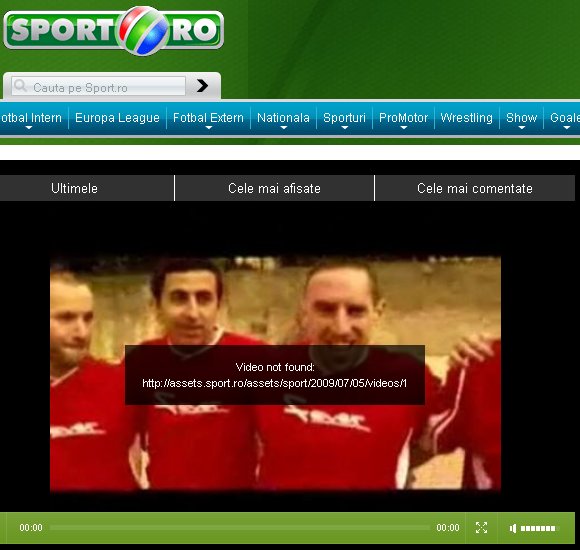 SPORT RO
Cauta pe Sport.ro
otbal Intern Europa League Fotbal Extern Nationala Sporturi ProMotor Wrestling Show Goale
Ultimele Cele mai afisate Cele mai comentate
Video not found:
http://assets.sport.ro/assets/sport/2009/07/05/videos/1
00:00 00:00